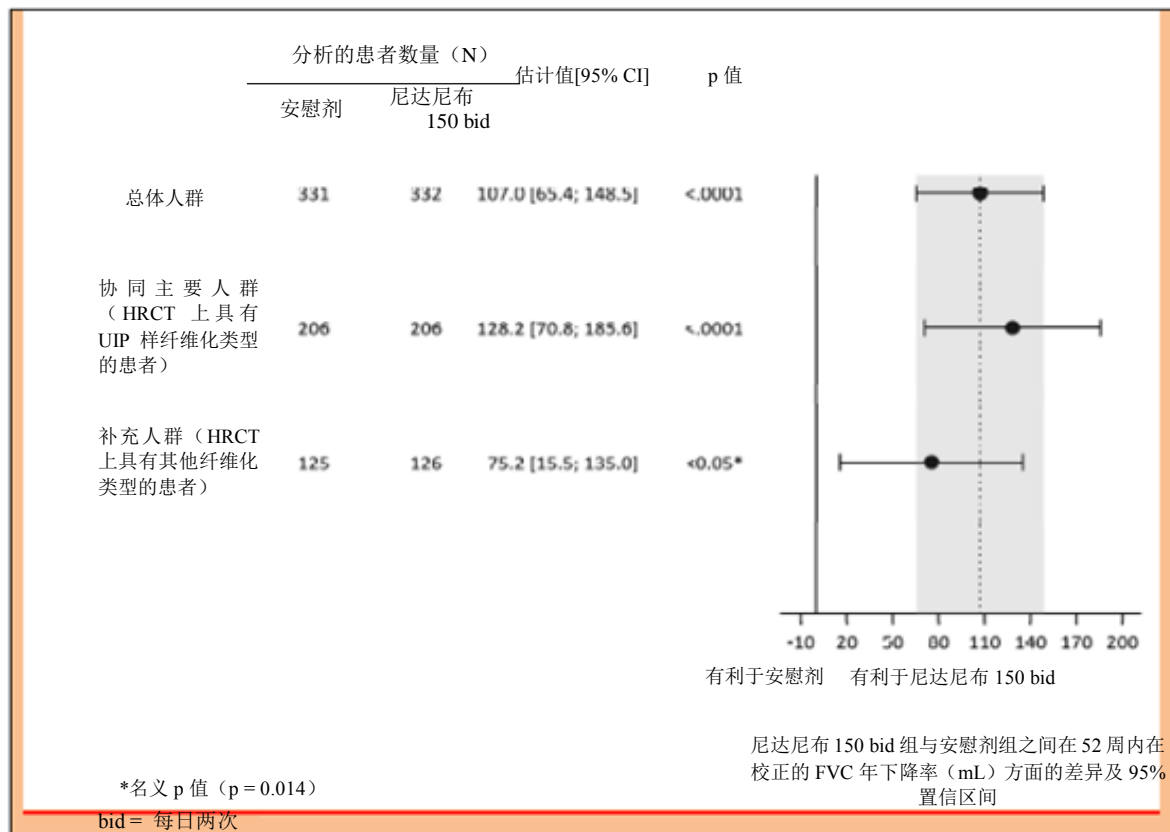 分析的患者数量（N）
估计值[95% CI]
p 值
安慰剂
尼达尼布
150 bid
总体人群
331
332
107.0 [65.4; 148.5]
<.0001
协同主要人群
（HRCT 上具有
UIP 样纤维化类型
的患者）
206
206
128.2 [70.8; 185.6]
<.0001
补充人群（HRCT
上具有其他纤维化
类型的患者）
125
126
75.2 [15.5; 135.0]
<0.05*
-10 20 50 80 110 140 170 200
有利于安慰剂 有利于尼达尼布 150 bid
尼达尼布 150 bid 组与安慰剂组之间在 52 周内在
校正的 FVC 年下降率（mL）方面的差异及 95%
置信区间
*名义 p 值（p = 0.014）
bid = 每日两次